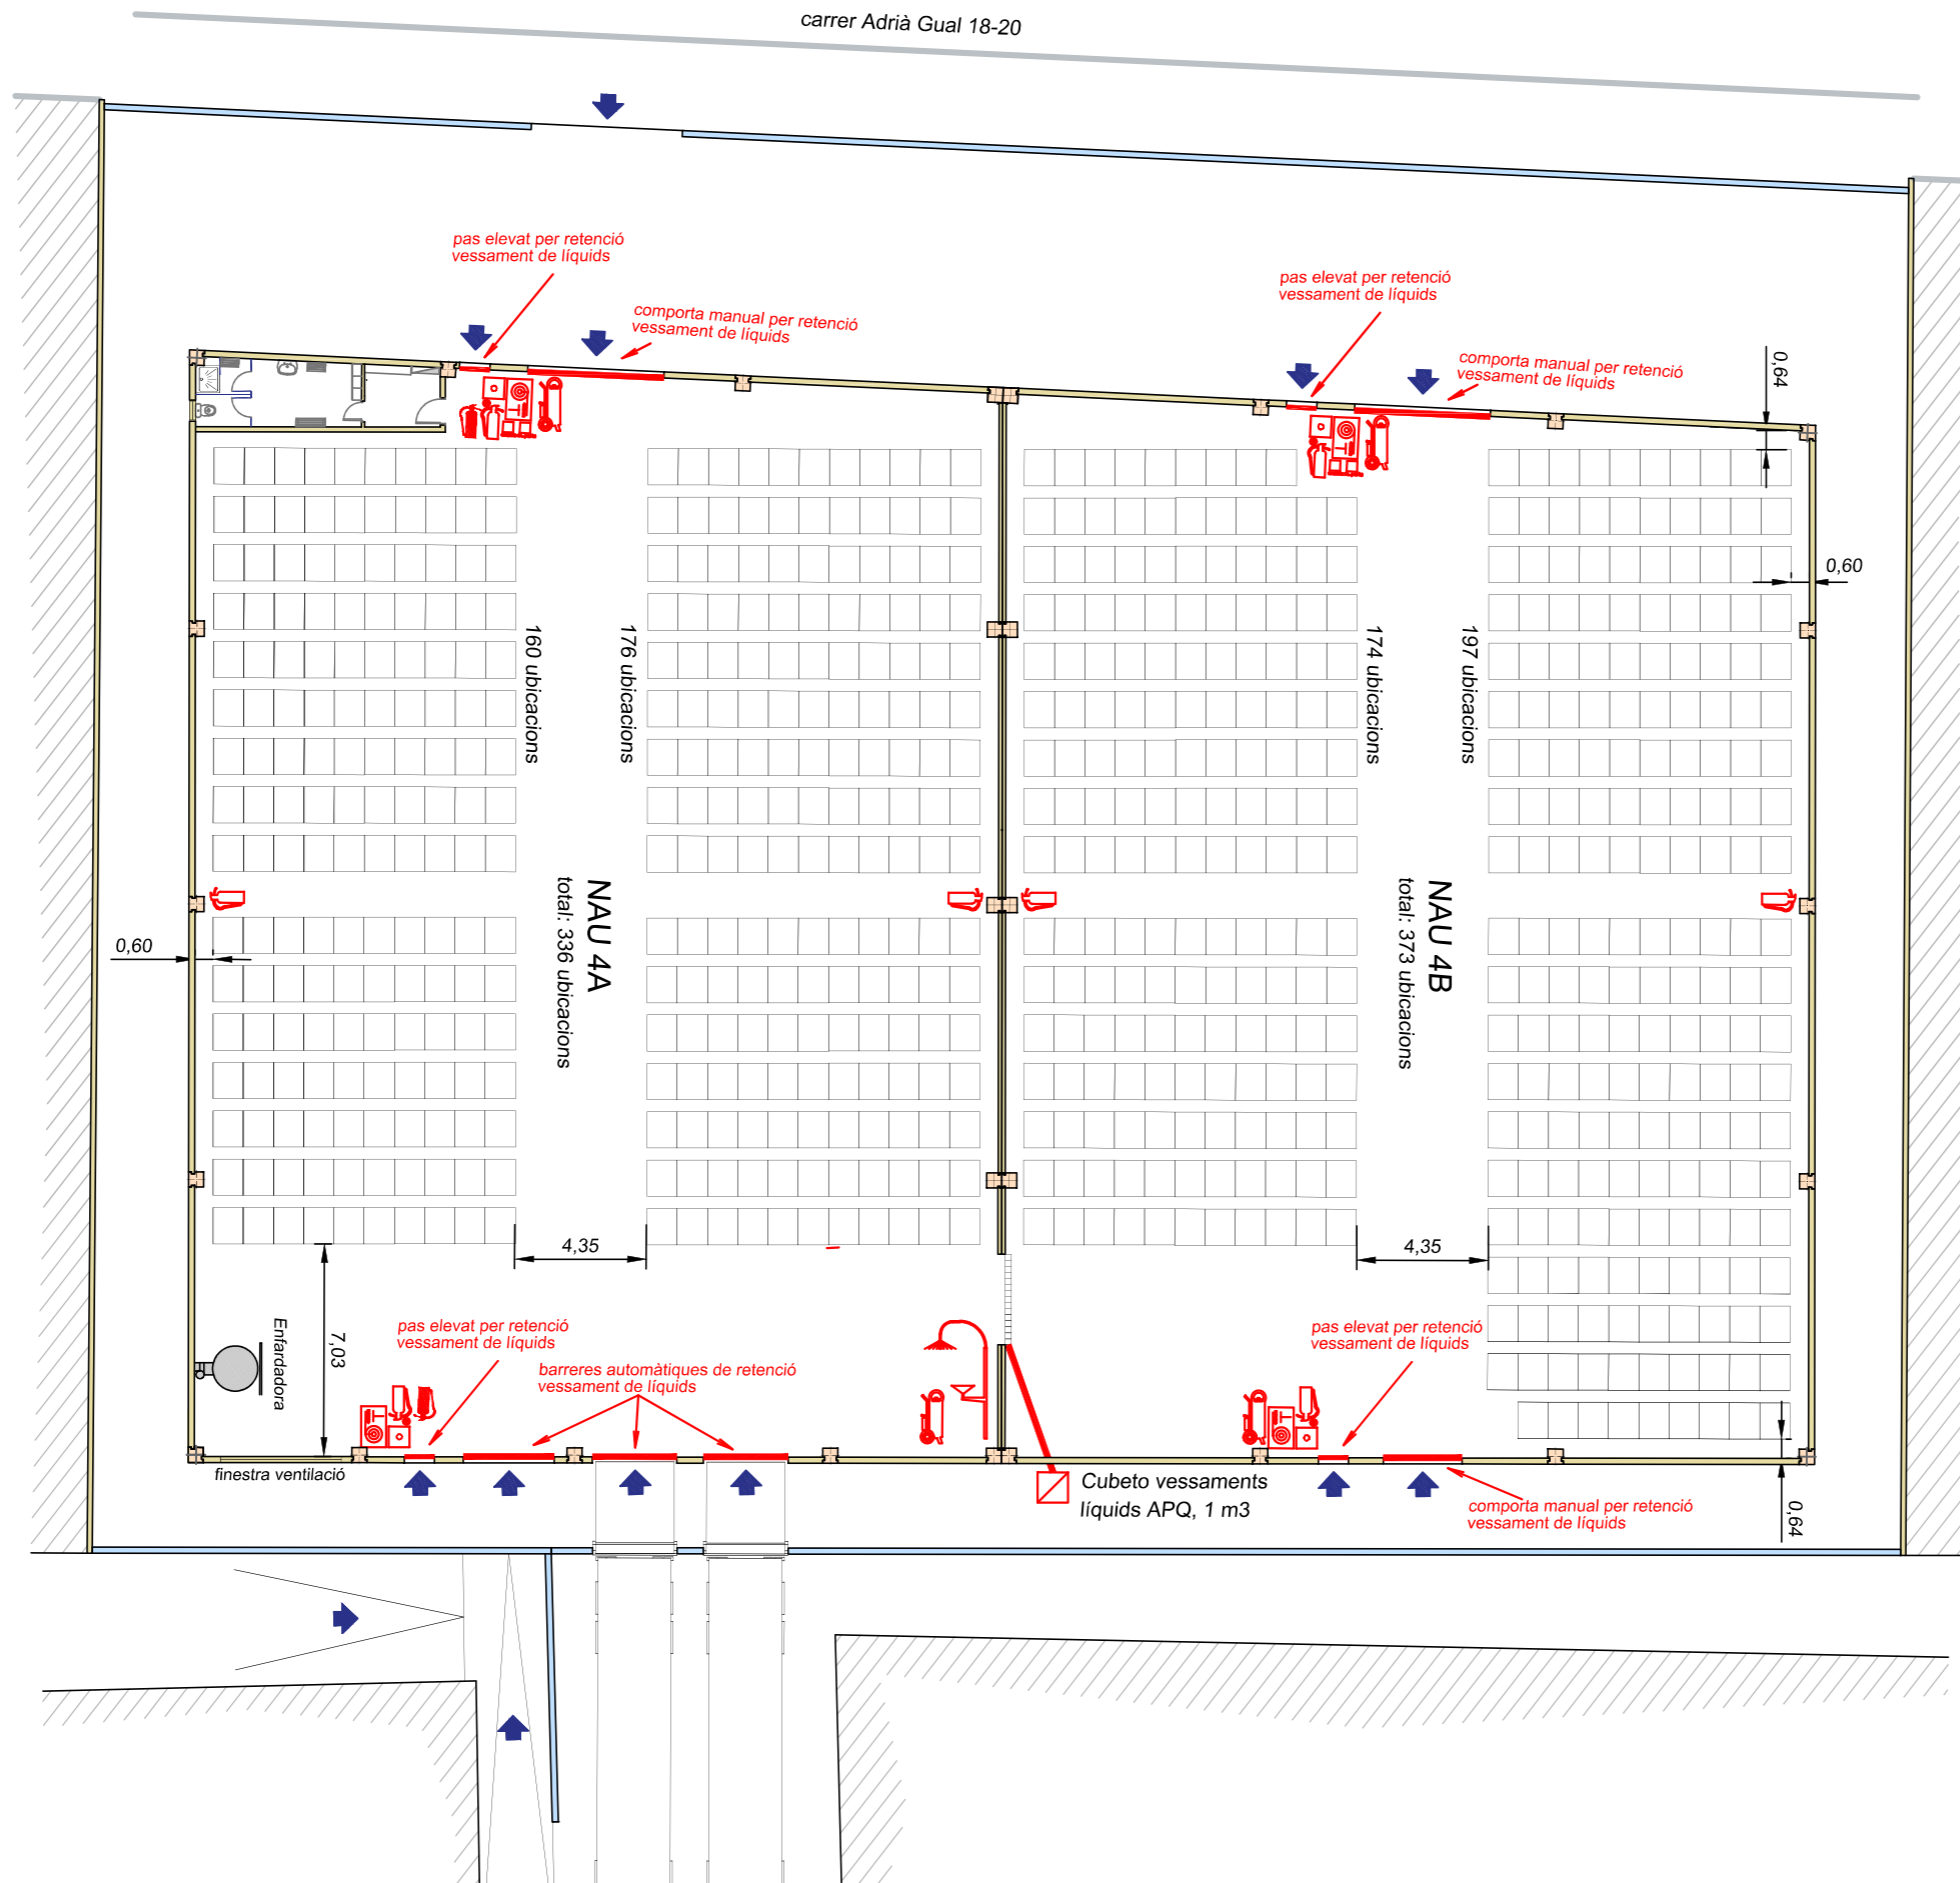 carrer Adrià Gual 18-20
pas elevat per retenció
vessament de líquids
comporta manual per retenció
vessament de líquids
pas elevat per retenció
vessament de líquids
comporta manual per retenció
vessament de líquids
0,64
0,60
160 ubicacions
176 ubicacions
174 ubicacions
197 ubicacions
NAU 4A
total: 336 ubicacions
NAU 4B
total: 373 ubicacions
0,60
4,35
4,35
7,03
Enfardadora
pas elevat per retenció
vessament de líquids
barreres automàtiques de retenció
vessament de líquids
pas elevat per retenció
vessament de líquids
finestra ventilació
Cubeto vessaments
líquids APQ, 1 m3
comporta manual per retenció
vessament de líquids
0,64